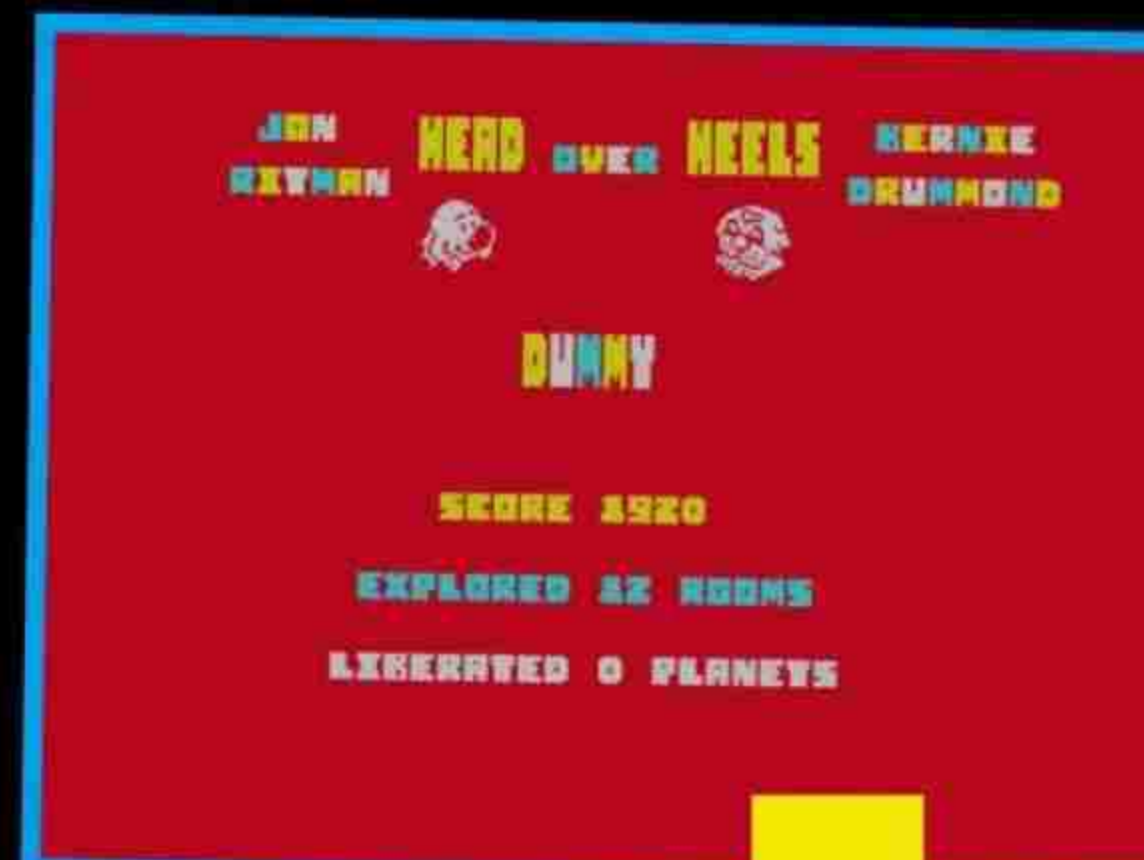 JON HEAD OVER HEELS BERNIE
RITMAN DRUMMOND
DUMMY
SCORE 1920
EXPLORED 12 ROOMS
LIBERATED 0 PLANETS